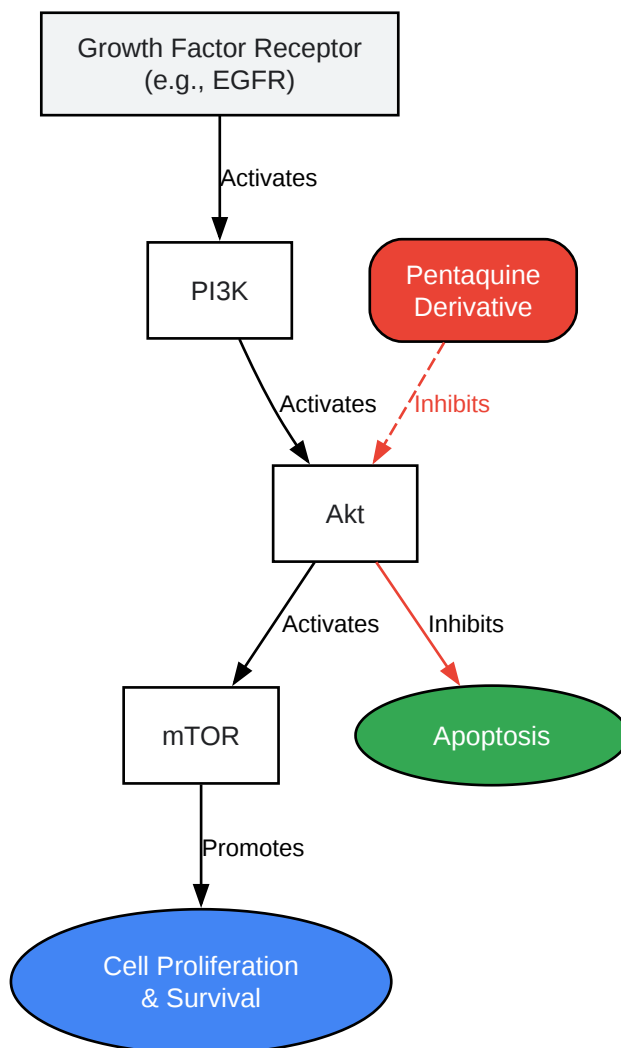 Growth Factor Receptor
(e.g., EGFR)
Activates
PI3K
Pentaquine
Derivative
Activates
Inhibits
Akt
Activates
Inhibits
mTOR
Apoptosis
Promotes
Cell Proliferation
& Survival